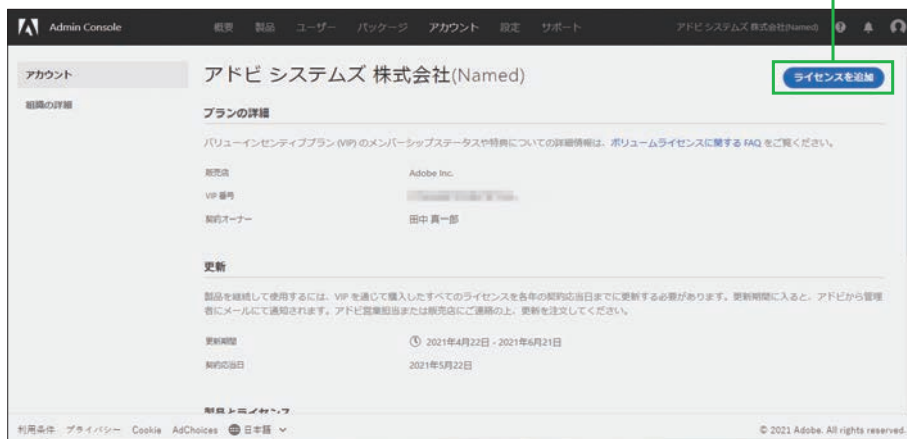 Admin Console
概要 製品 ユーザー パッケージ アカウント 設定 サポート
アドビ システムズ 株式会社(Named)
アカウント
組織の詳細
アドビ システムズ 株式会社(Named)
ライセンスを追加
プランの詳細
バリューインセンティブプラン (VIP) のメンバーシップステータスや特典についての詳細情報は、ボリュームライセンスに関する FAQ をご覧ください。
販売店 Adobe Inc.
VIP 番号
契約オーナー 田中 真一郎
更新
製品を継続して使用するには、VIP を通じて購入したすべてのライセンスを各年の契約応当日までに更新する必要があります。更新期間に入ると、アドビから管理
者にメールにて通知されます。アドビ営業担当または販売店にご連絡の上、更新を注文してください。
更新期間 2021年4月22日 - 2021年6月21日
契約応当日 2021年5月22日
製品とライセンス
利用条件 プライバシー Cookie AdChoices 日本語
© 2021 Adobe. All rights reserved.